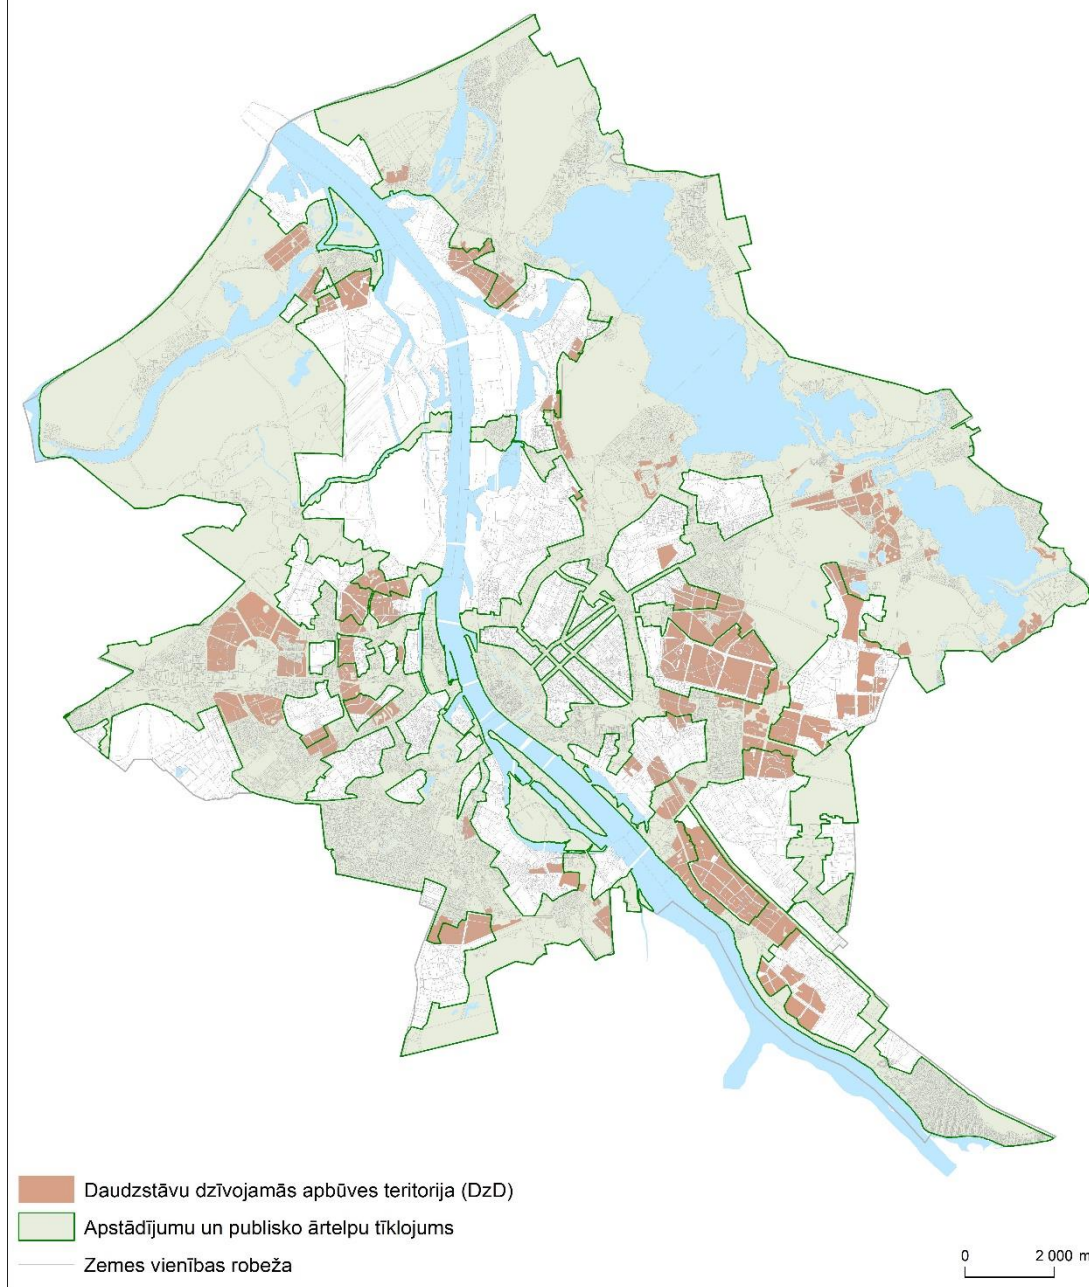 Daudzstāvu dzīvojamās apbūves teritorija (DzD)
Apstādījumu un publisko ārtelpu tīklojums
Zemes vienības robeža
0 2 000 m